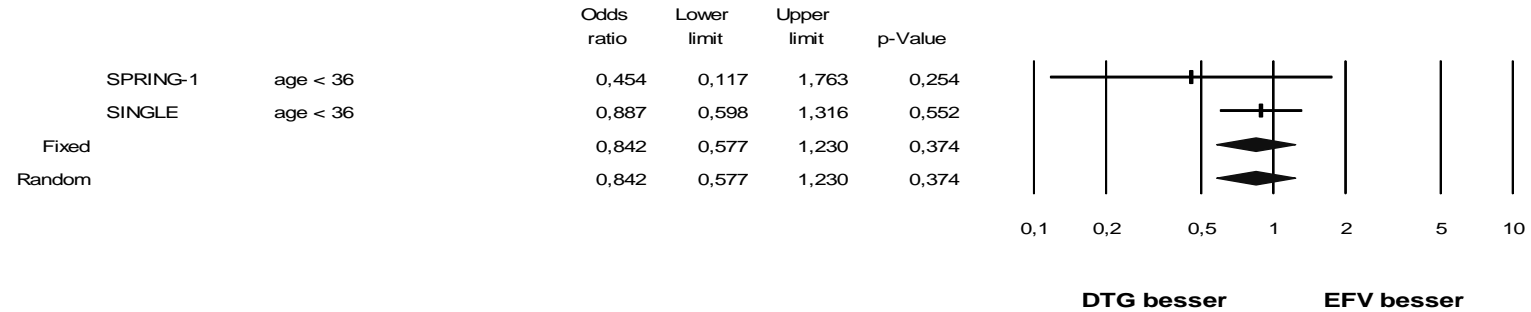 Odds Lower Upper
ratio limit limit p-Value
SPRING-1 age < 36 0,454 0,117 1,763 0,254
SINGLE age < 36 0,887 0,598 1,316 0,552
Fixed 0,842 0,577 1,230 0,374
Random 0,842 0,577 1,230 0,374
0,1 0,2 0,5 1 2 5 10
DTG besser EFV besser